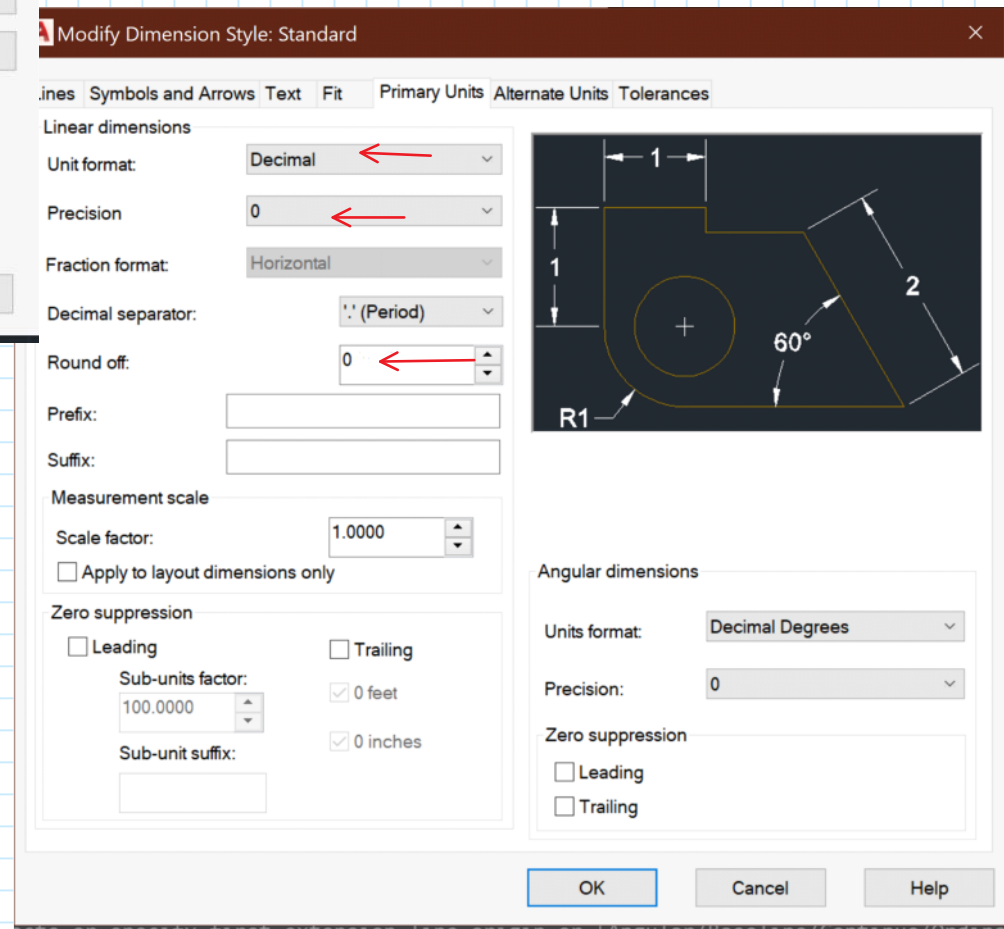 Modify Dimension Style: Standard
Lines Symbols and Arrows Text Fit Primary Units Alternate Units Tolerances
Linear dimensions
Unit format: Decimal
Precision 0
Fraction format: Horizontal
Decimal separator: '.' (Period)
Round off: 0
Prefix:
Suffix:
Measurement scale
Scale factor: 1.0000
Apply to layout dimensions only
Zero suppression
Leading
Trailing
Sub-units factor:
100.0000
0 feet
Sub-unit suffix:
0 inches
1
1
2
60°
R1
Angular dimensions
Units format: Decimal Degrees
Precision: 0
Zero suppression
Leading
Trailing
OK Cancel Help